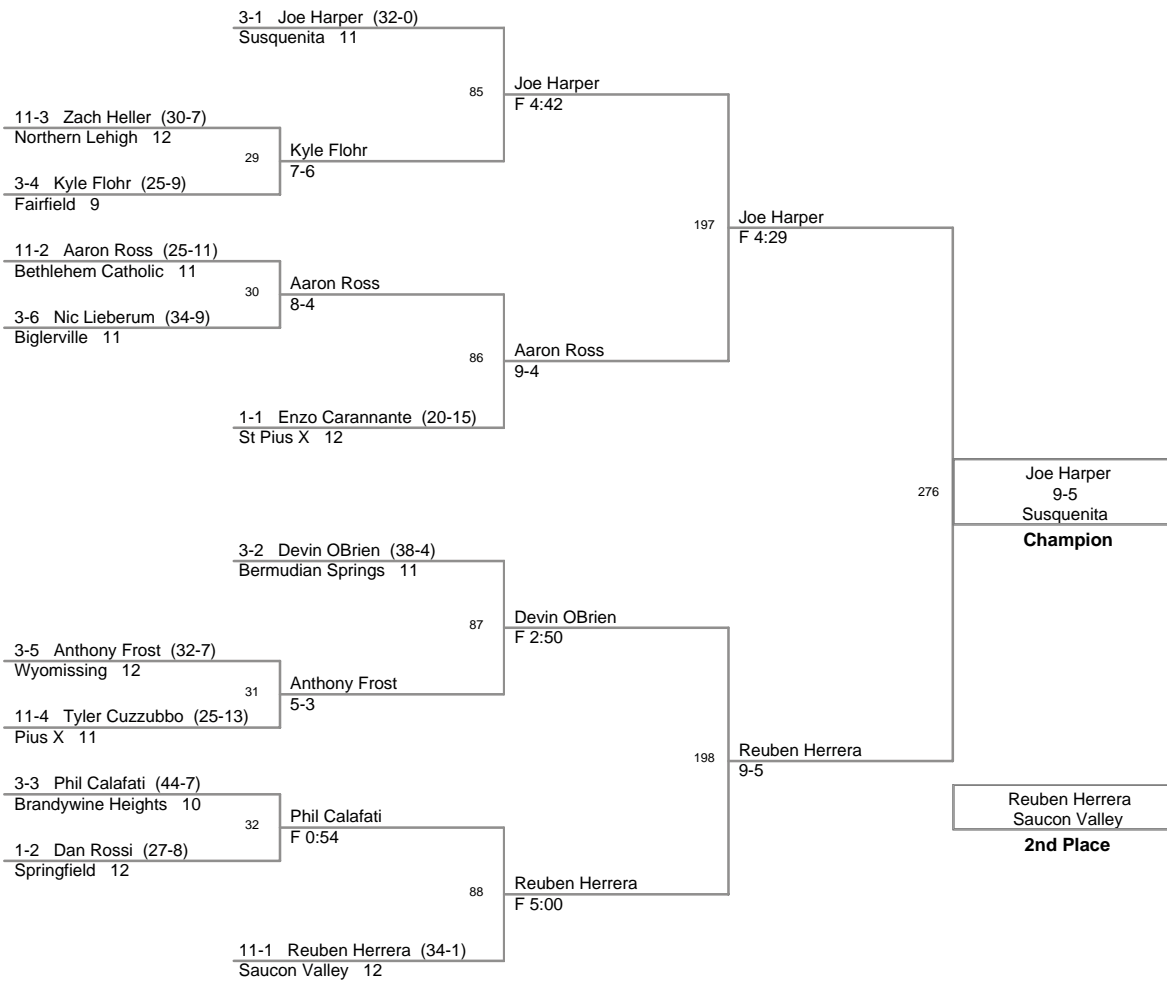 3-1 Joe Harper (32-0)
Susquenita 11
85
Joe Harper
F 4:42
11-3 Zach Heller (30-7)
Northern Lehigh 12
29
Kyle Flohr
7-6
3-4 Kyle Flohr (25-9)
Fairfield 9
197
Joe Harper
F 4:29
11-2 Aaron Ross (25-11)
Bethlehem Catholic 11
30
Aaron Ross
8-4
3-6 Nic Lieberum (34-9)
Biglerville 11
86
Aaron Ross
9-4
1-1 Enzo Carannante (20-15)
St Pius X 12
276
Joe Harper
9-5
Susquenita
Champion
3-2 Devin OBrien (38-4)
Bermudian Springs 11
87
Devin OBrien
F 2:50
3-5 Anthony Frost (32-7)
Wyomissing 12
31
Anthony Frost
5-3
11-4 Tyler Cuzzubbo (25-13)
Pius X 11
198
Reuben Herrera
9-5
3-3 Phil Calafati (44-7)
Brandywine Heights 10
32
Phil Calafati
F 0:54
1-2 Dan Rossi (27-8)
Springfield 12
Reuben Herrera
Saucon Valley
2nd Place
88
Reuben Herrera
F 5:00
11-1 Reuben Herrera (34-1)
Saucon Valley 12